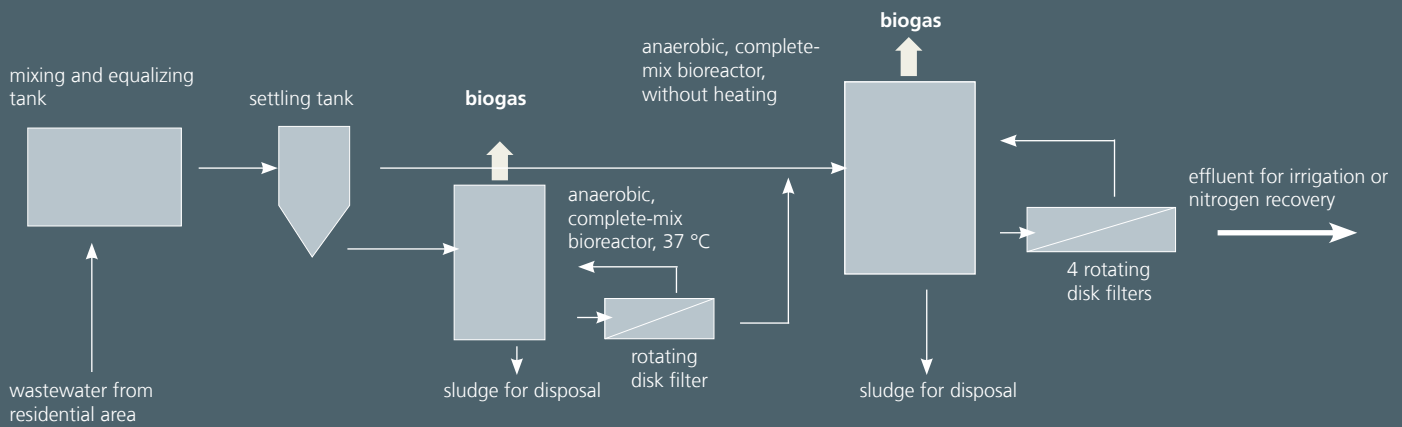 mixing and equalizing
tank
settling tank
biogas
anaerobic, complete-
mix bioreactor,
without heating
biogas
anaerobic,
complete-mix
bioreactor, 37 °C
effluent for irrigation or
nitrogen recovery
4 rotating
disk filters
rotating
disk filter
wastewater from
residential area
sludge for disposal
sludge for disposal